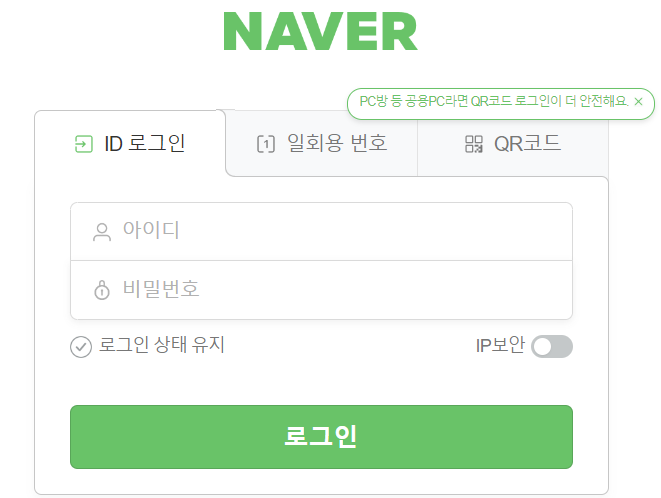 NAVER
PC방 등 공용PC라면 QR코드 로그인이 더 안전해요.
ID 로그인
일회용 번호
QR코드
아이디
비밀번호
로그인 상태 유지
IP보안
로그인